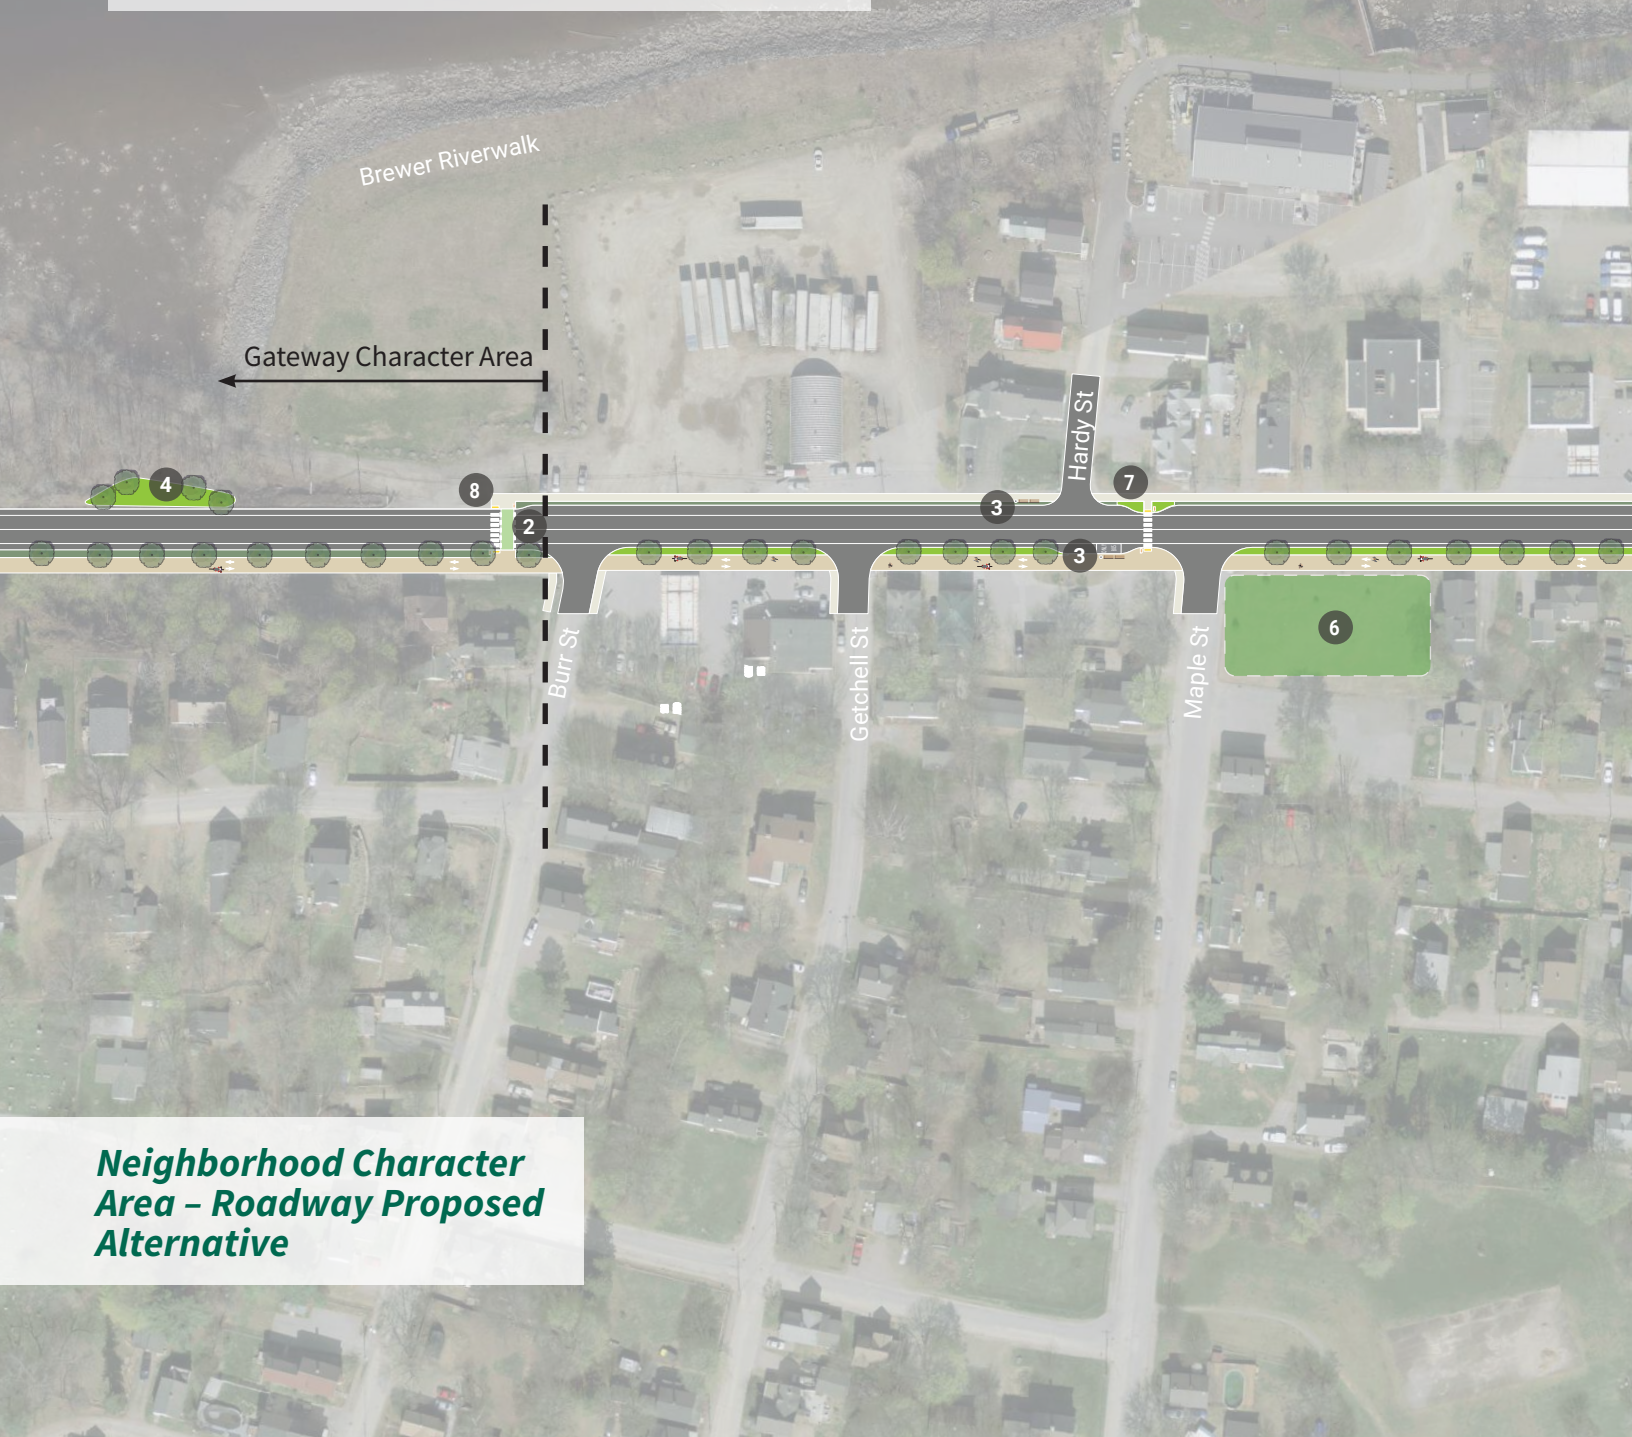 Brewer Riverwalk
Gateway Character Area
4
8
2
3
Hardy St
7
3
6
Burr St
Getchell St
Maple St
Neighborhood Character
Area – Roadway Proposed
Alternative